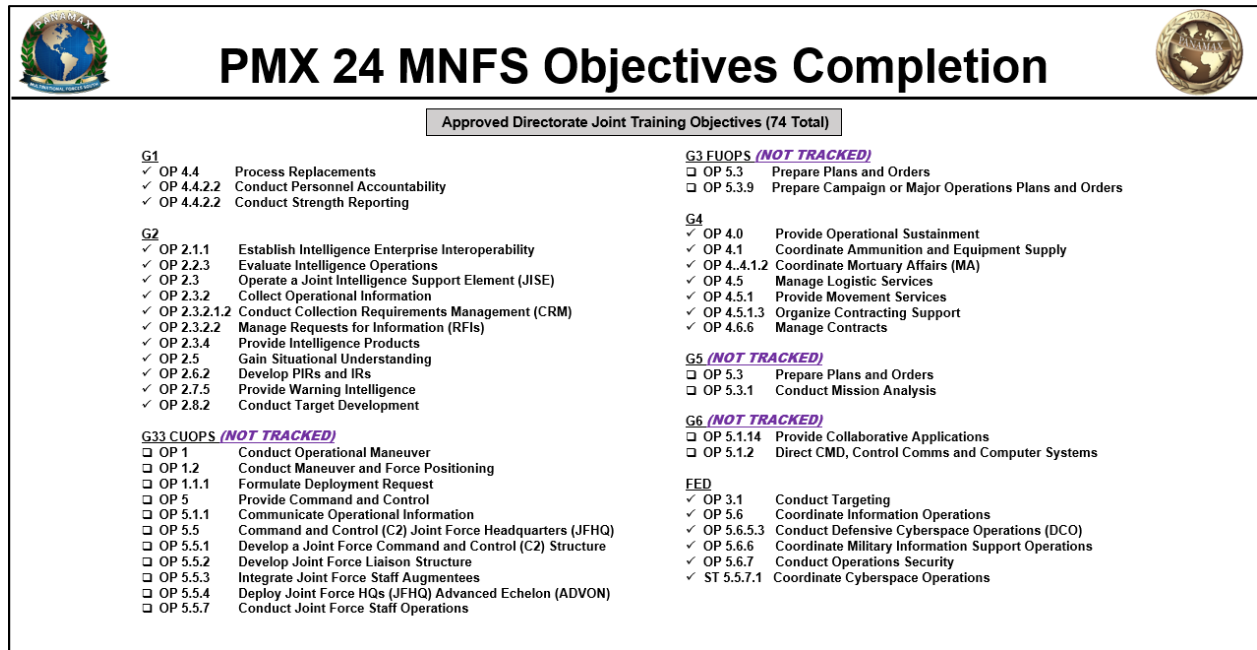 PANAMAX
MULTINATIONAL FORCES SOUTH
PMX 24 MNFS Objectives Completion
2024
PANAMAX
Approved Directorate Joint Training Objectives (74 Total)
G1
✓ OP 4.4 Process Replacements
✓ OP 4.4.2.2 Conduct Personnel Accountability
✓ OP 4.4.2.2 Conduct Strength Reporting
G2
✓ OP 2.1.1 Establish Intelligence Enterprise Interoperability
✓ OP 2.2.3 Evaluate Intelligence Operations
✓ OP 2.3 Operate a Joint Intelligence Support Element (JISE)
✓ OP 2.3.2 Collect Operational Information
✓ OP 2.3.2.1.2 Conduct Collection Requirements Management (CRM)
✓ OP 2.3.2.2 Manage Requests for Information (RFIs)
✓ OP 2.3.4 Provide Intelligence Products
✓ OP 2.5 Gain Situational Understanding
✓ OP 2.6.2 Develop PIRs and IRs
✓ OP 2.7.5 Provide Warning Intelligence
✓ OP 2.8.2 Conduct Target Development
G33 CUOPS (NOT TRACKED)
❑ OP 1 Conduct Operational Maneuver
❑ OP 1.2 Conduct Maneuver and Force Positioning
❑ OP 1.1.1 Formulate Deployment Request
❑ OP 5 Provide Command and Control
❑ OP 5.1.1 Communicate Operational Information
❑ OP 5.5 Command and Control (C2) Joint Force Headquarters (JFHQ)
❑ OP 5.5.1 Develop a Joint Force Command and Control (C2) Structure
❑ OP 5.5.2 Develop Joint Force Liaison Structure
❑ OP 5.5.3 Integrate Joint Force Staff Augmentees
❑ OP 5.5.4 Deploy Joint Force HQs (JFHQ) Advanced Echelon (ADVON)
❑ OP 5.5.7 Conduct Joint Force Staff Operations
G3 FUOPS (NOT TRACKED)
❑ OP 5.3 Prepare Plans and Orders
❑ OP 5.3.9 Prepare Campaign or Major Operations Plans and Orders
G4
✓ OP 4.0 Provide Operational Sustainment
✓ OP 4.1 Coordinate Ammunition and Equipment Supply
✓ OP 4..4.1.2 Coordinate Mortuary Affairs (MA)
✓ OP 4.5 Manage Logistic Services
✓ OP 4.5.1 Provide Movement Services
✓ OP 4.5.1.3 Organize Contracting Support
✓ OP 4.6.6 Manage Contracts
G5 (NOT TRACKED)
❑ OP 5.3 Prepare Plans and Orders
❑ OP 5.3.1 Conduct Mission Analysis
G6 (NOT TRACKED)
❑ OP 5.1.14 Provide Collaborative Applications
❑ OP 5.1.2 Direct CMD, Control Comms and Computer Systems
FED
✓ OP 3.1 Conduct Targeting
✓ OP 5.6 Coordinate Information Operations
✓ OP 5.6.5.3 Conduct Defensive Cyberspace Operations (DCO)
✓ OP 5.6.6 Coordinate Military Information Support Operations
✓ OP 5.6.7 Conduct Operations Security
✓ ST 5.5.7.1 Coordinate Cyberspace Operations